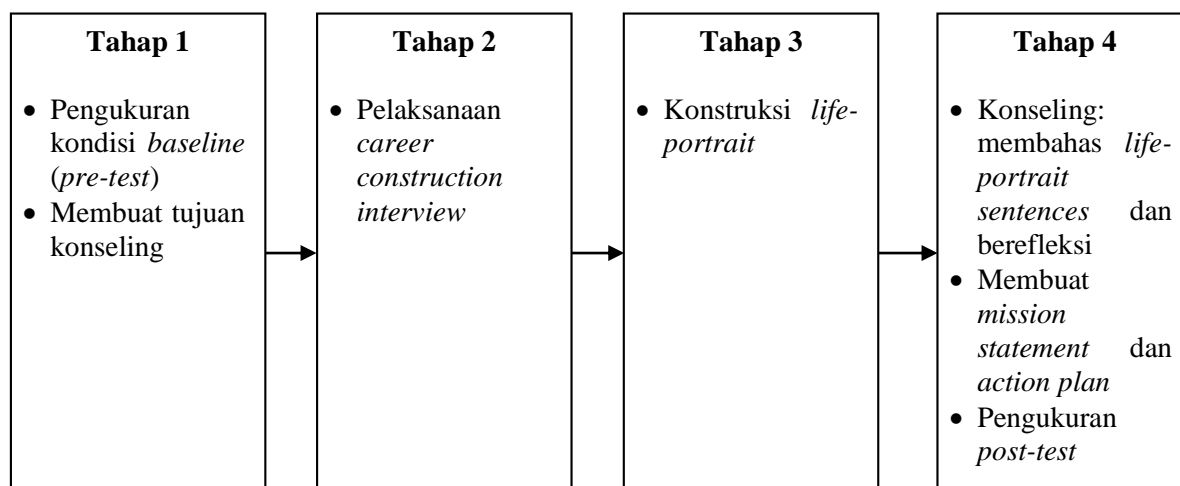 Tahap 1
• Pengukuran
kondisi baseline
(pre-test)
• Membuat tujuan
konseling
Tahap 2
• Pelaksanaan
career
construction
interview
Tahap 3
• Konstruksi life-
portrait
Tahap 4
• Konseling:
membahas life-
portrait
sentences dan
berefleksi
• Membuat
mission
statement dan
action plan
• Pengukuran
post-test